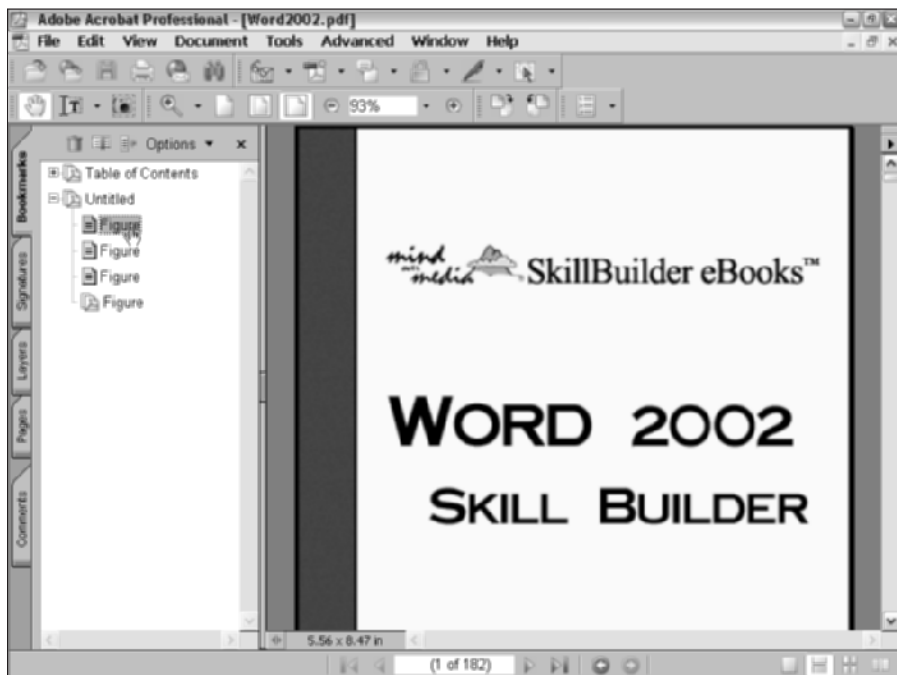 Adobe Acrobat Professional - [Word2002.pdf]
File Edit View Document Tools Advanced Window Help
93%
Options
Bookmarks
Signatures
Layers
Pages
Comments
Table of Contents
Untitled
Figure
Figure
Figure
Figure
mind
media SkillBuilder eBooks™
WORD 2002
SKILL BUILDER
5.56 x 8.47 in
(1 of 182)